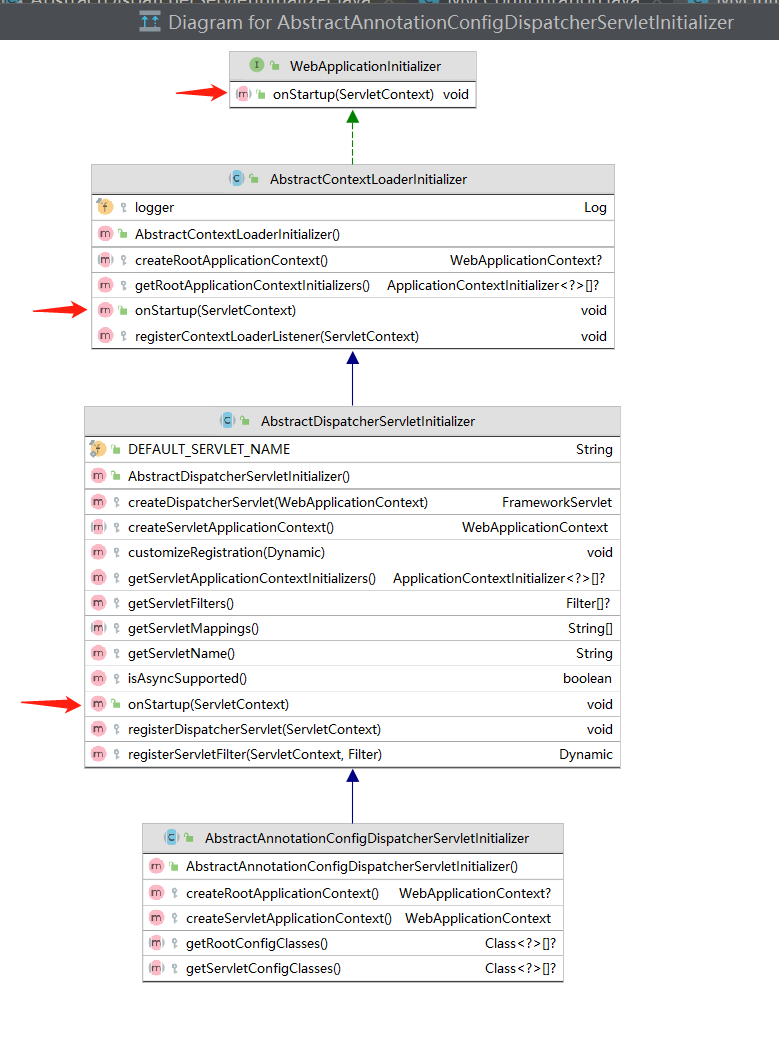 Diagram for AbstractAnnotationConfigDispatcherServletInitializer
I WebApplicationInitializer
m onStartup(ServletContext) void
C AbstractContextLoaderInitializer
f logger Log
m AbstractContextLoaderInitializer()
m createRootApplicationContext() WebApplicationContext?
m getRootApplicationContextInitializers() ApplicationContextInitializer<?>[]?
m onStartup(ServletContext) void
m registerContextLoaderListener(ServletContext) void
C AbstractDispatcherServletInitializer
f DEFAULT_SERVLET_NAME String
m AbstractDispatcherServletInitializer()
m createDispatcherServlet(WebApplicationContext) FrameworkServlet
m createServletApplicationContext() WebApplicationContext
m customizeRegistration(Dynamic) void
m getServletApplicationContextInitializers() ApplicationContextInitializer<?>[]?
m getServletFilters() Filter[]?
m getServletMappings() String[]
m getServletName() String
m isAsyncSupported() boolean
m onStartup(ServletContext) void
m registerDispatcherServlet(ServletContext) void
m registerServletFilter(ServletContext, Filter) Dynamic
C AbstractAnnotationConfigDispatcherServletInitializer
m AbstractAnnotationConfigDispatcherServletInitializer()
m createRootApplicationContext() WebApplicationContext?
m createServletApplicationContext() WebApplicationContext
m getRootConfigClasses() Class<?>[]?
m getServletConfigClasses() Class<?>[]?